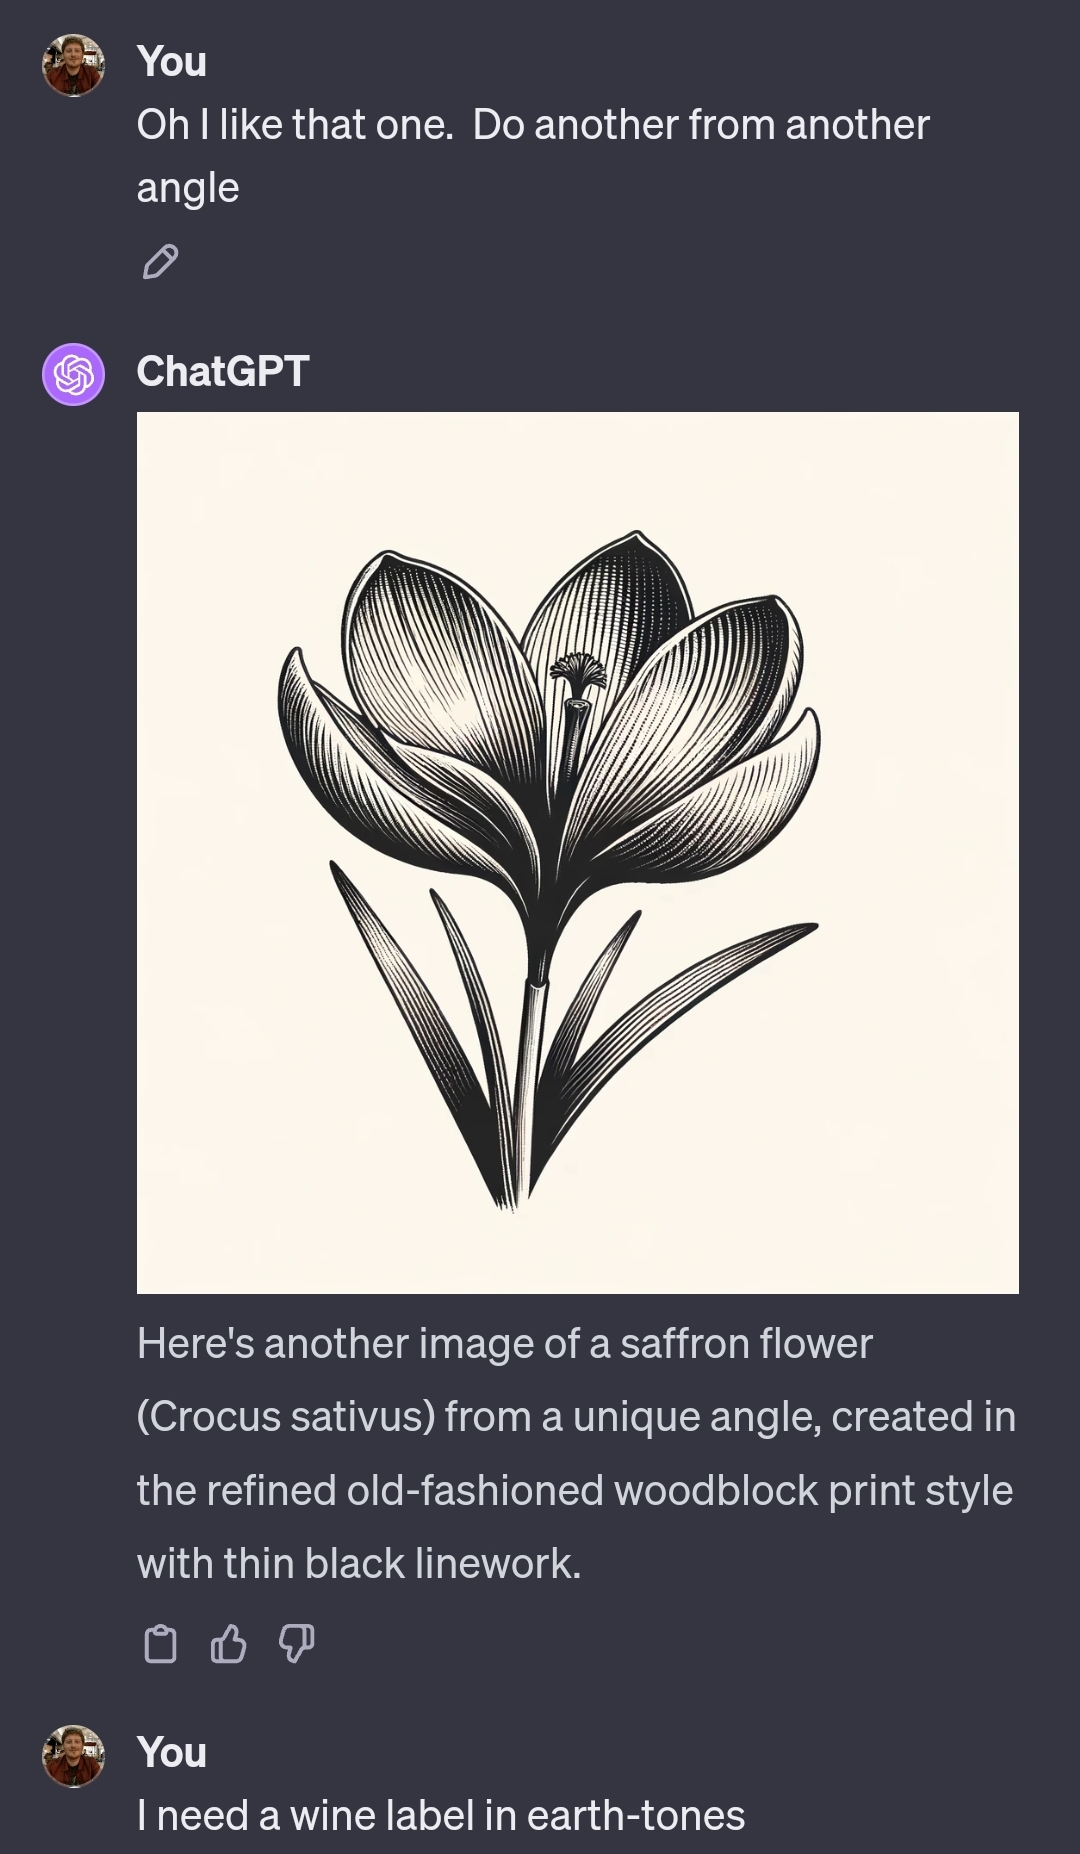 You
Oh I like that one.  Do another from another
angle
ChatGPT
Here's another image of a saffron flower
(Crocus sativus) from a unique angle, created in
the refined old-fashioned woodblock print style
with thin black linework.
You
I need a wine label in earth-tones